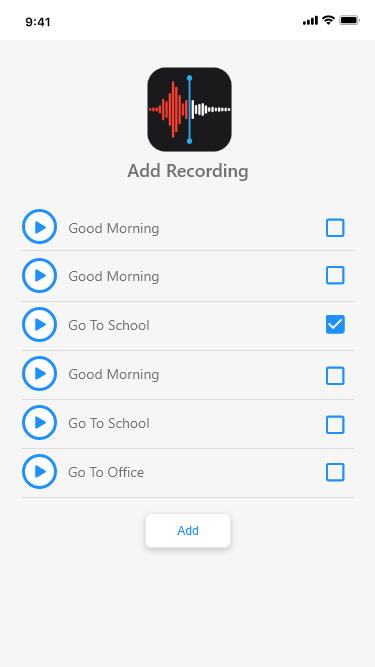 9:41
Add Recording
Good Morning
Good Morning
Go To School
Good Morning
Go To School
Go To Office
Add